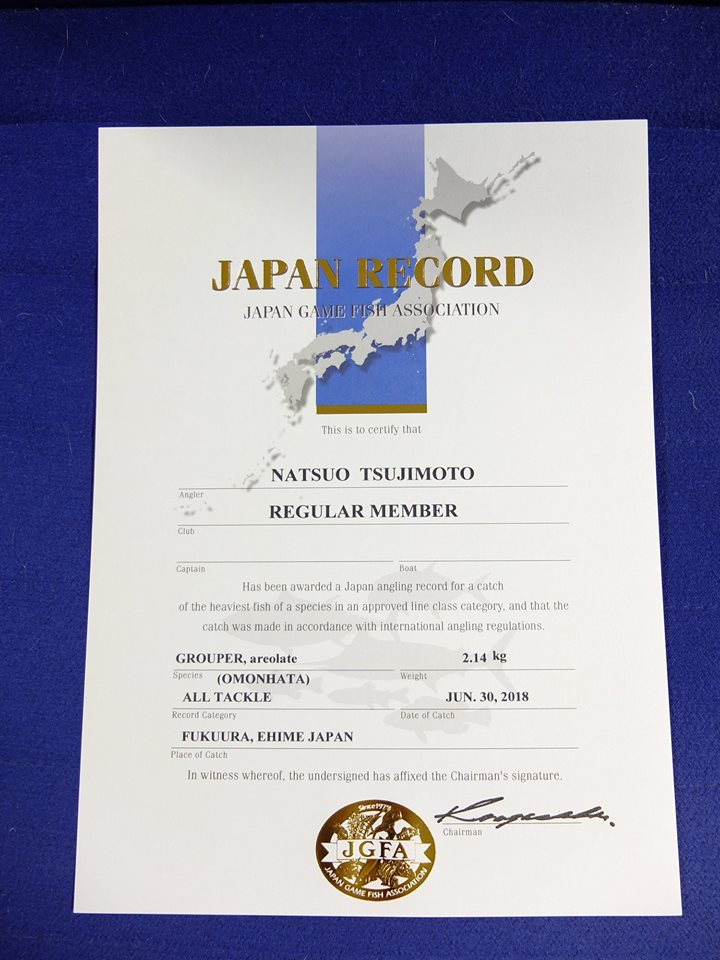 JAPAN RECORD
JAPAN GAME FISH ASSOCIATION
This is to certify that
NATSUO TSUJIMOTO
Angler
REGULAR MEMBER
Club
Captain Boat
Has been awarded a Japan angling record for a catch
of the heaviest fish of a species in an approved line class category, and that the
catch was made in accordance with international angling regulations.
GROUPER, areolate 2.14 kg
Species (OMONHATA) Weight
ALL TACKLE JUN. 30, 2018
Record Category Date of Catch
FUKUURA, EHIME JAPAN
Place of Catch
In witness whereof, the undersigned has affixed the Chairman's signature.
Chairman
Since1979
JGFA
JAPAN GAME FISH ASSOCIATION